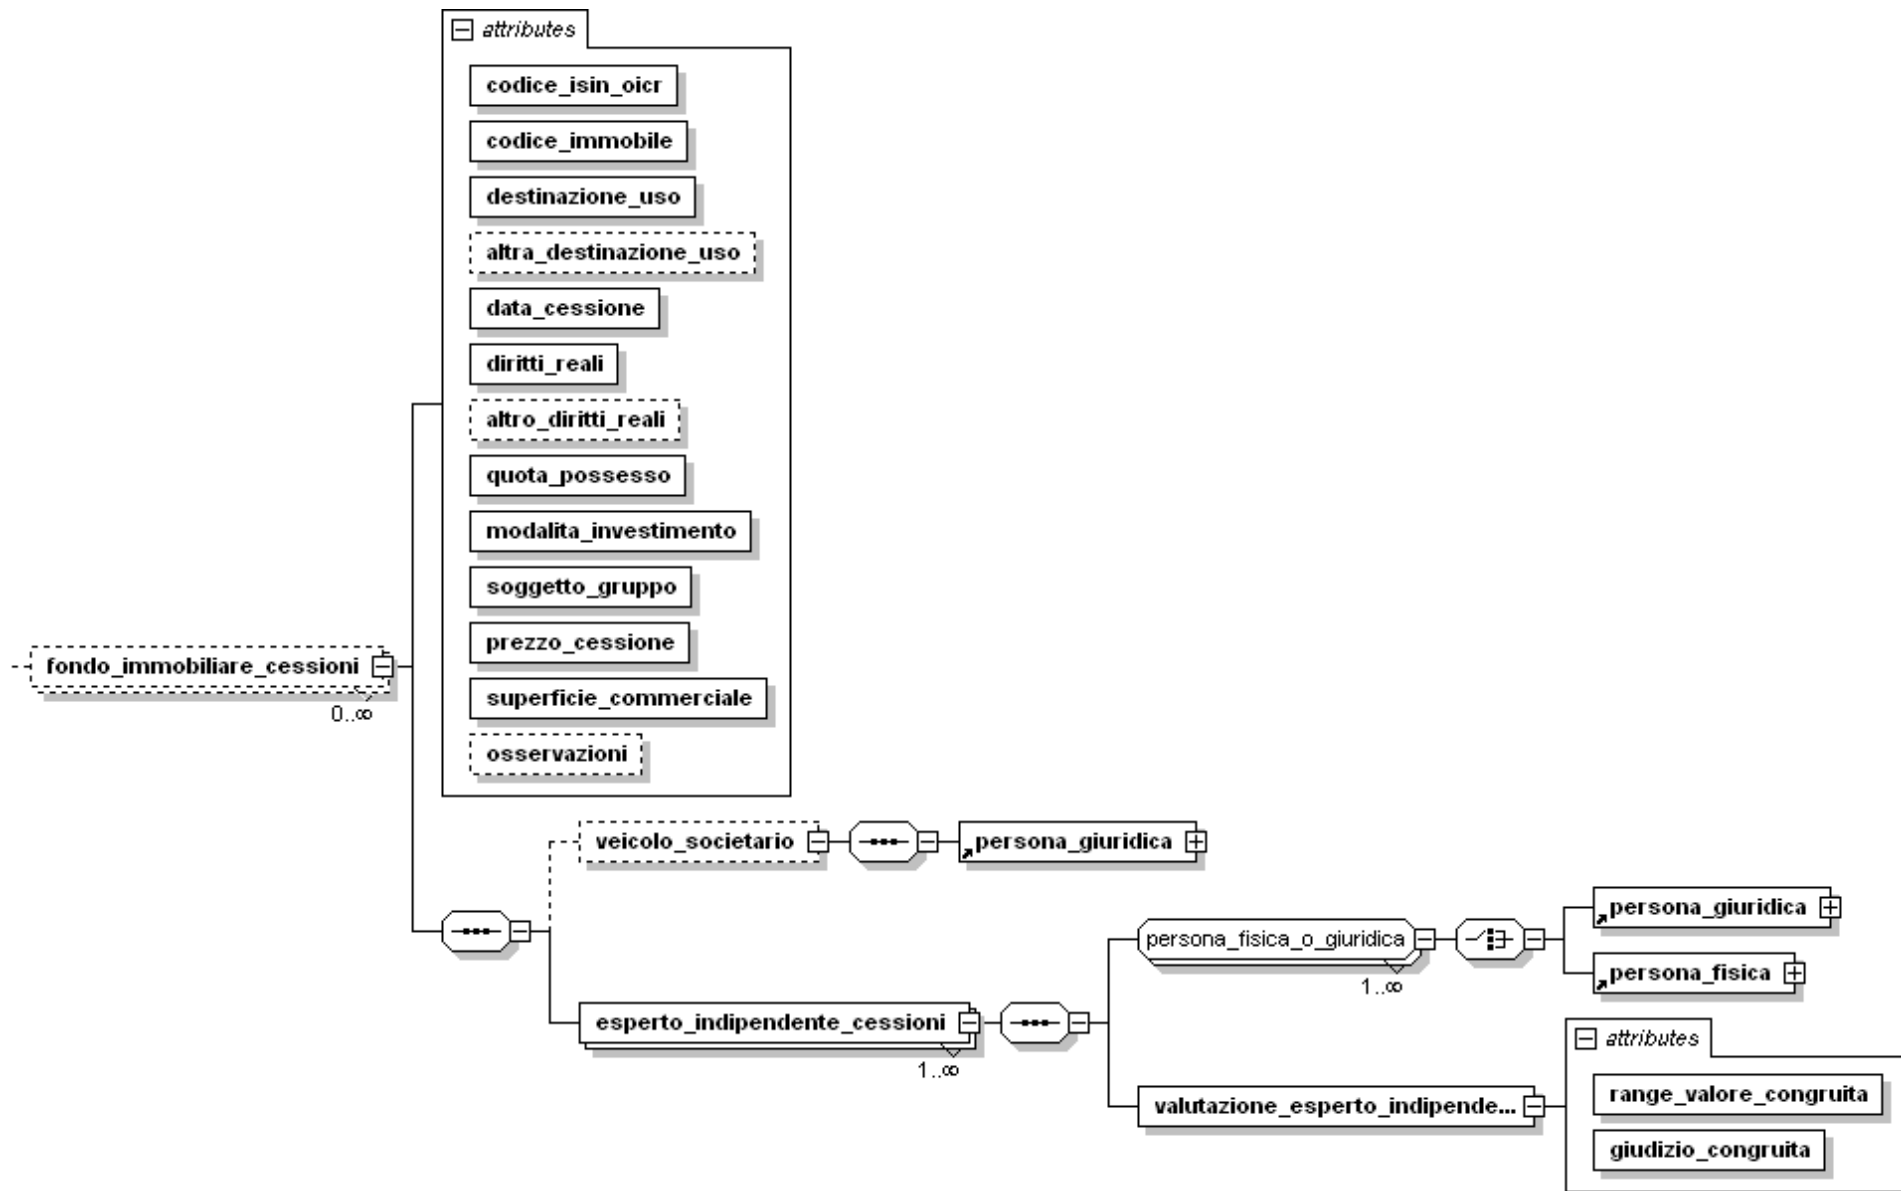 attributes
codice_isin_oicr
codice_immobile
destinazione_uso
altra_destinazione_uso
data_cessione
diritti_reali
altro_diritti_reali
quota_possesso
modalita_investimento
soggetto_gruppo
prezzo_cessione
superficie_commerciale
osservazioni
fondo_immobiliare_cessioni
0..∞
veicolo_societario
persona_giuridica
esperto_indipendente_cessioni
1..∞
persona_fisica_o_giuridica
1..∞
persona_giuridica
persona_fisica
valutazione_esperto_indipende...
attributes
range_valore_congruita
giudizio_congruita